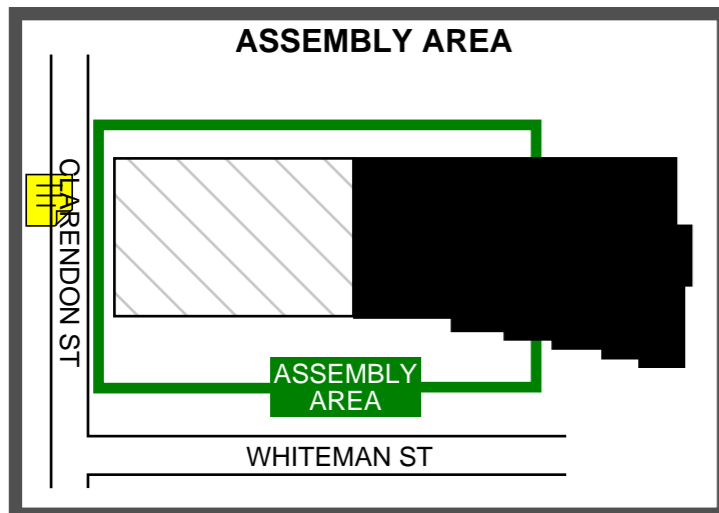 ASSEMBLY AREA
CLARENDON ST
ASSEMBLY
AREA
WHITEMAN ST